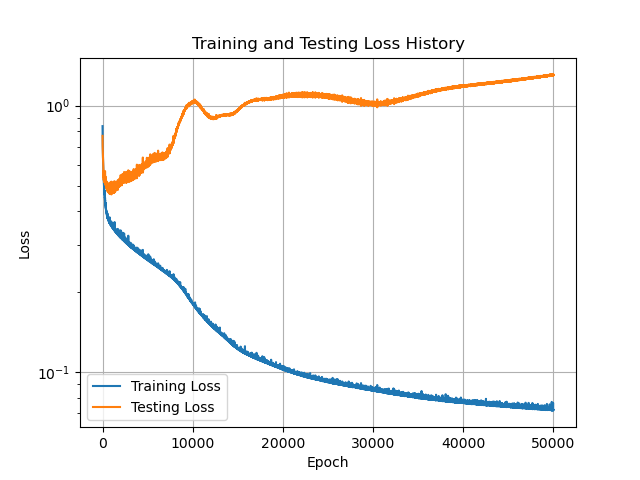 Training and Testing Loss History
10⁰
10⁻¹
Loss
Training Loss
Testing Loss
0 10000 20000 30000 40000 50000
Epoch